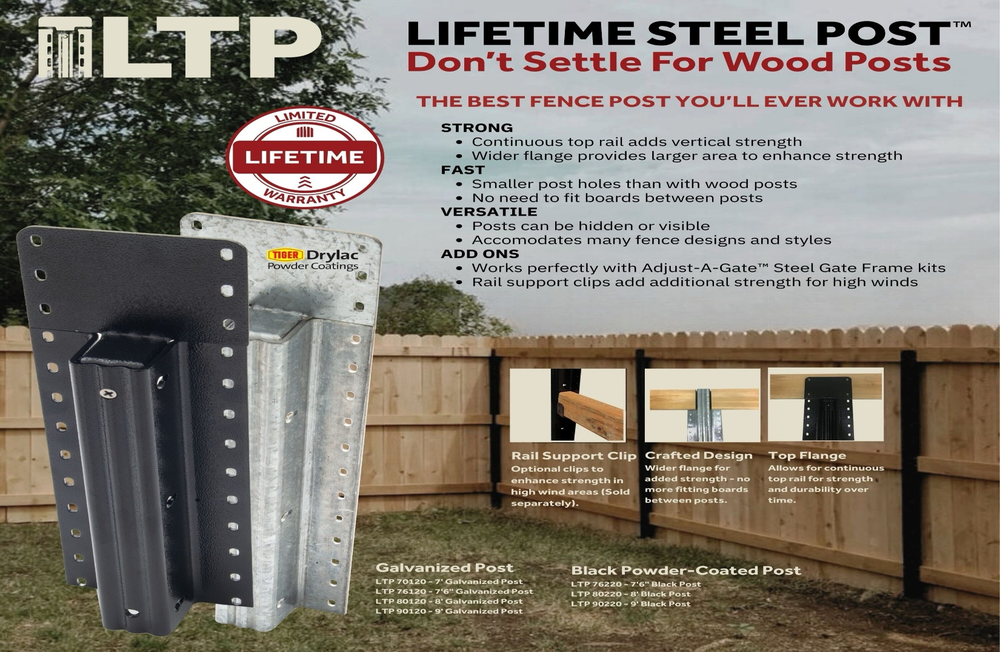 LTP
LIFETIME STEEL POST™
Don't Settle For Wood Posts
THE BEST FENCE POST YOU'LL EVER WORK WITH
LIMITED
LIFETIME
WARRANTY
STRONG
• Continuous top rail adds vertical strength
• Wider flange provides larger area to enhance strength
FAST
• Smaller post holes than with wood posts
• No need to fit boards between posts
VERSATILE
• Posts can be hidden or visible
• Accomodates many fence designs and styles
ADD ONS
• Works perfectly with Adjust-A-Gate™ Steel Gate Frame kits
• Rail support clips add additional strength for high winds
TIGER Drylac
Powder Coatings
Rail Support Clip
Optional clips to
enhance strength in
high wind areas (Sold
separately).
Crafted Design
Wider flange for
added strength - no
more fitting boards
between posts.
Top Flange
Allows for continuous
top rail for strength
and durability over
time.
Galvanized Post
LTP 70120 - 7' Galvanized Post
LTP 76120 - 7'6" Galvanized Post
LTP 80120 - 8' Galvanized Post
LTP 90120 - 9' Galvanized Post
Black Powder-Coated Post
LTP 76220 - 7'6" Black Post
LTP 80220 - 8' Black Post
LTP 90220 - 9' Black Post